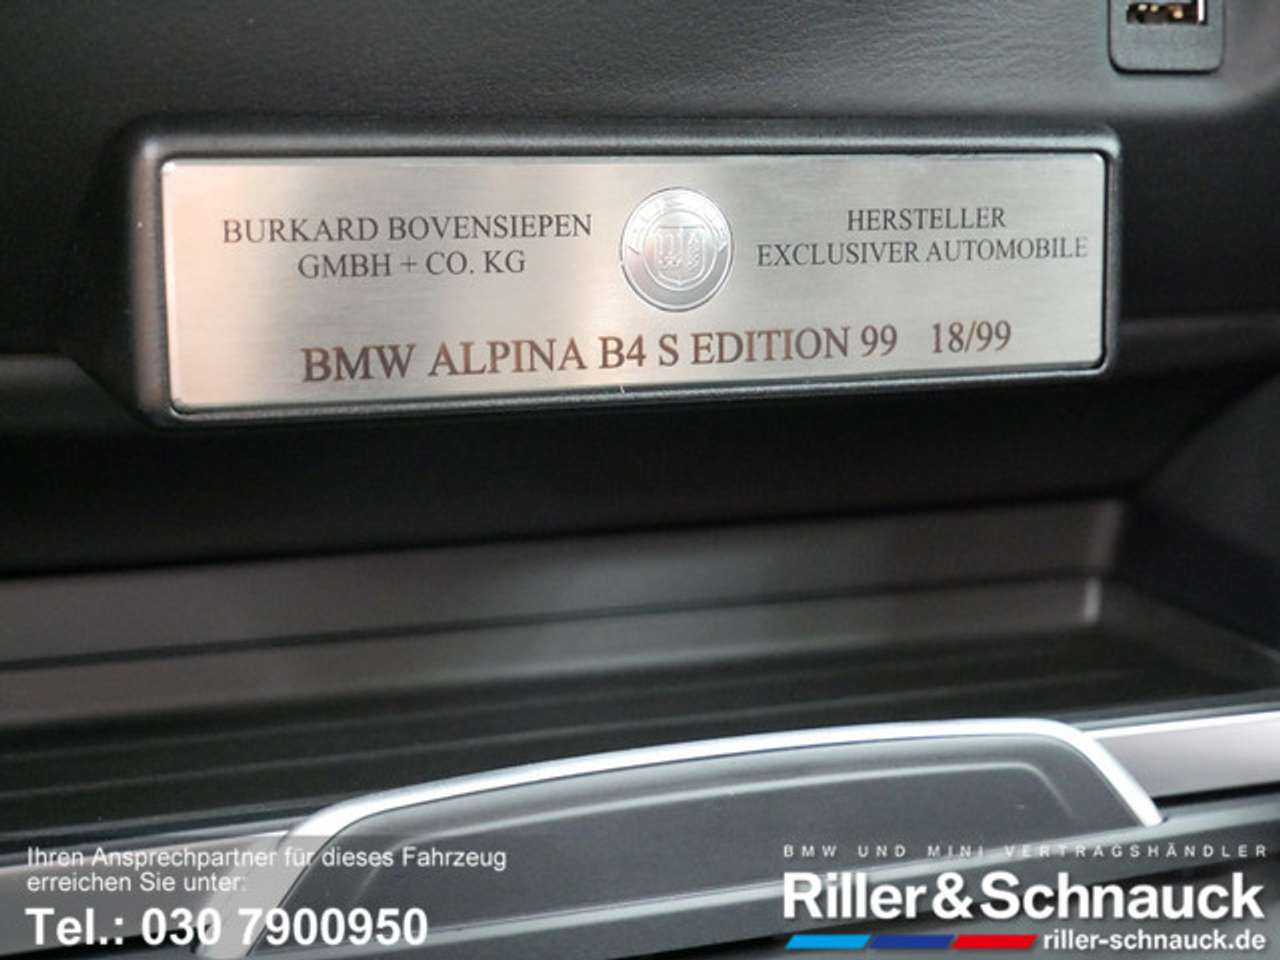 BURKARD BOVENSIEPEN
GMBH + CO. KG
HERSTELLER
EXCLUSIVER AUTOMOBILE
BMW ALPINA B4 S EDITION 99 18/99
Ihren Ansprechpartner für dieses Fahrzeug
erreichen Sie unter:
Tel.: 030 7900950
BMW UND MINI VERTRAGSHÄNDLER
Riller & Schnauck
riller-schnauck.de